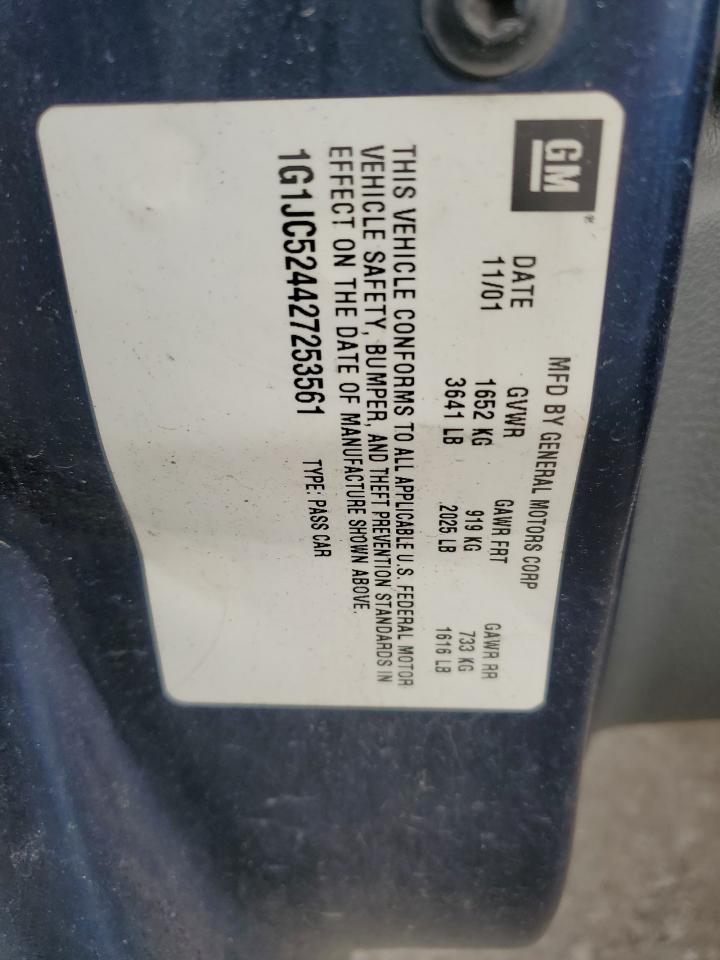 GM
MFD BY GENERAL MOTORS CORP
DATE GVWR GAWR FRT GAWR RR
11/01 1652 KG 919 KG 733 KG
3641 LB 2025 LB 1616 LB
THIS VEHICLE CONFORMS TO ALL APPLICABLE U.S. FEDERAL MOTOR
VEHICLE SAFETY, BUMPER, AND THEFT PREVENTION STANDARDS IN
EFFECT ON THE DATE OF MANUFACTURE SHOWN ABOVE.
1G1JC524427253561 TYPE: PASS CAR